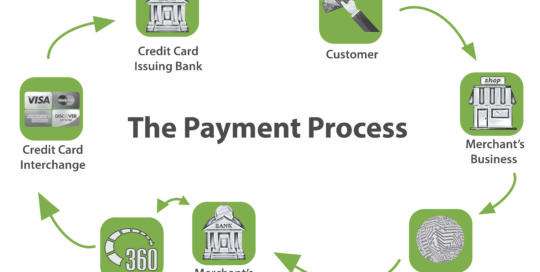 Credit Card
Issuing Bank
Customer
VISA
DISCOVER
Credit Card
Interchange
The Payment Process
shop
Merchant's
Business
360
BANK
Merchant's